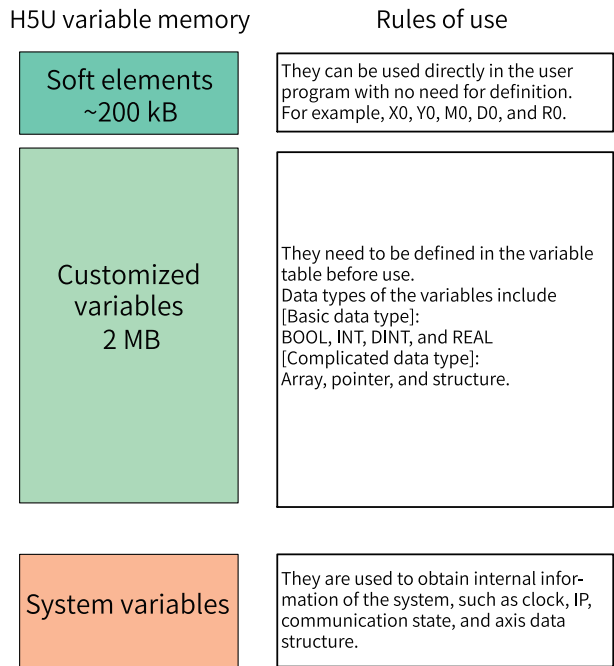 H5U variable memory
Rules of use
Soft elements
~200 kB
They can be used directly in the user
program with no need for definition.
For example, X0, Y0, M0, D0, and R0.
Customized
variables
2 MB
They need to be defined in the variable
table before use.
Data types of the variables include
[Basic data type]:
BOOL, INT, DINT, and REAL
[Complicated data type]:
Array, pointer, and structure.
System variables
They are used to obtain internal infor-
mation of the system, such as clock, IP,
communication state, and axis data
structure.